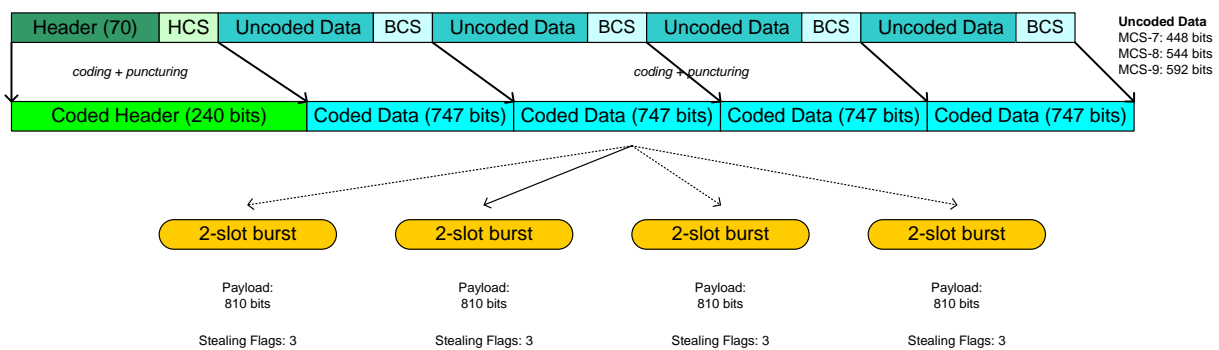 Header (70) HCS Uncoded Data BCS Uncoded Data BCS Uncoded Data BCS Uncoded Data BCS
Uncoded Data
MCS-7: 448 bits
MCS-8: 544 bits
MCS-9: 592 bits
coding + puncturing coding + puncturing
Coded Header (240 bits) Coded Data (747 bits) Coded Data (747 bits) Coded Data (747 bits) Coded Data (747 bits)
2-slot burst 2-slot burst 2-slot burst 2-slot burst
Payload: Payload: Payload: Payload:
810 bits 810 bits 810 bits 810 bits
Stealing Flags: 3 Stealing Flags: 3 Stealing Flags: 3 Stealing Flags: 3